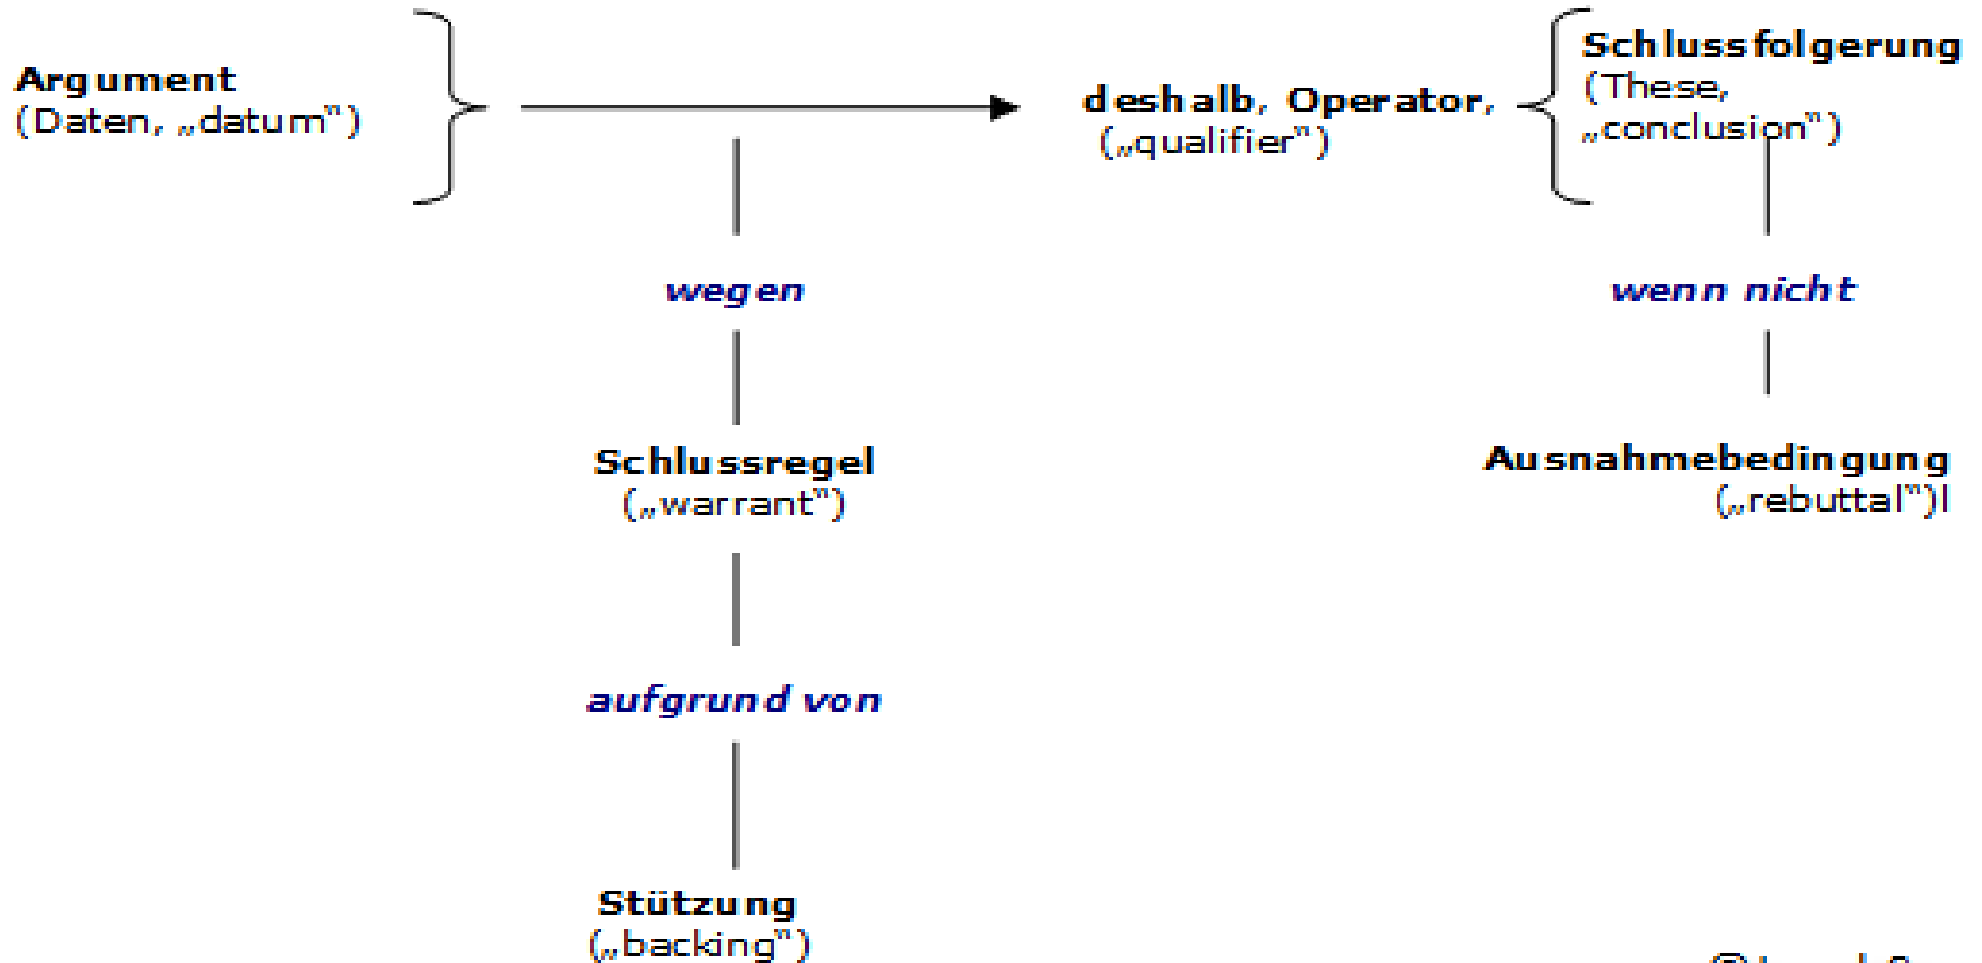 Argument
(Daten, „datum“)
deshalb, Operator,
(„qualifier“)
Schlussfolgerung
(These,
„conclusion“)
wegen
wenn nicht
Schlussregel
(„warrant“)
Ausnahmebedingung
(„rebuttal“)l
aufgrund von
Stützung
(„backing“)